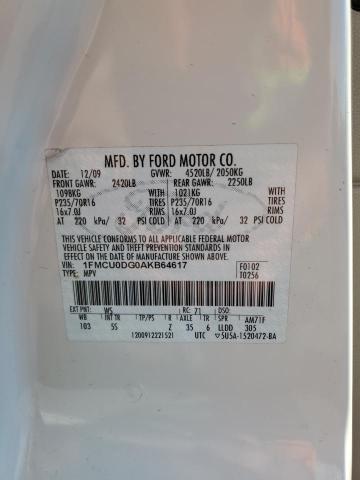 MFD. BY FORD MOTOR CO.
DATE: 12/09 GVWR: 4520LB/ 2050KG
FRONT GAWR: 2420LB REAR GAWR: 2250LB
1098KG WITH 1021KG WITH
P235/70R16 TIRES P235/70R16 TIRES
16x7.0J RIMS 16x7.0J RIMS
AT 220 kPa/ 32 PSI COLD AT 220 kPa/ 32 PSI COLD
THIS VEHICLE CONFORMS TO ALL APPLICABLE FEDERAL MOTOR
VEHICLE SAFETY AND THEFT PREVENTION STANDARDS IN EFFECT
ON THE DATE OF MANUFACTURE SHOWN ABOVE.
VIN: 1FMCU0DG0AKB64617 F0102
TYPE: MPV T0256
EXT PNT: WS RC: 71 DSO:
WB INT TR TP/PS R AXLE TR SPR AM71F
103 5S Z 35 6 LLDD 305
1200912221521 UTC ▽5U5A-1520472-BA